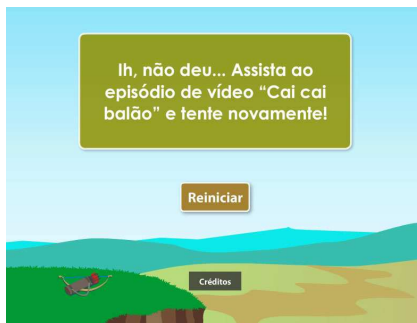 Ih, não deu... Assista ao
episódio de vídeo “Cai cai
balão” e tente novamente!
Reiniciar
Créditos